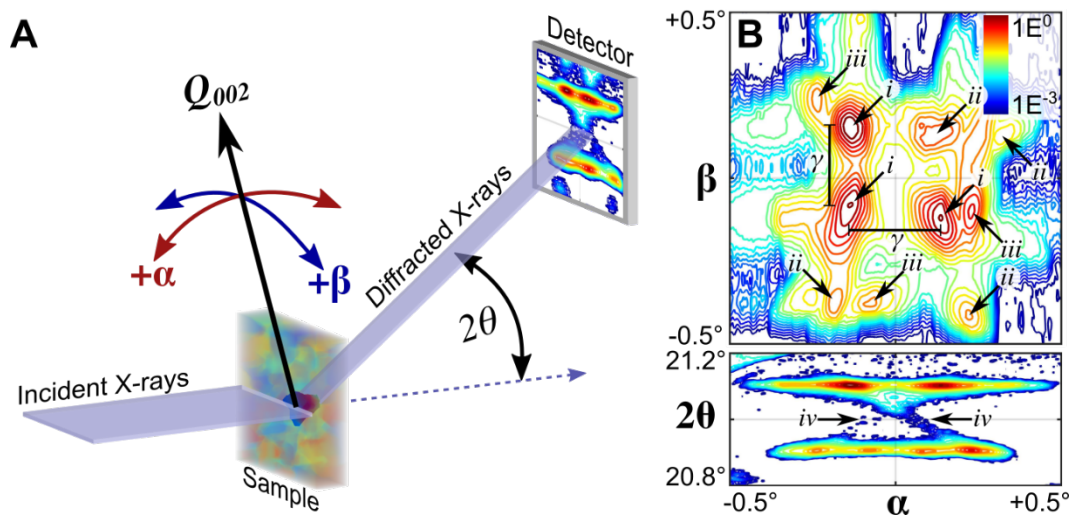 A
Q002
+α
+β
Incident X-rays
Sample
Diffracted X-rays
2θ
Detector
B
+0.5°
β
-0.5°
1E⁰
1E⁻³
iii
i
ii
γ
i
i
ii
γ
iii
ii
iii
ii
21.2°
2θ
20.8°
iv
iv
-0.5°
α
+0.5°